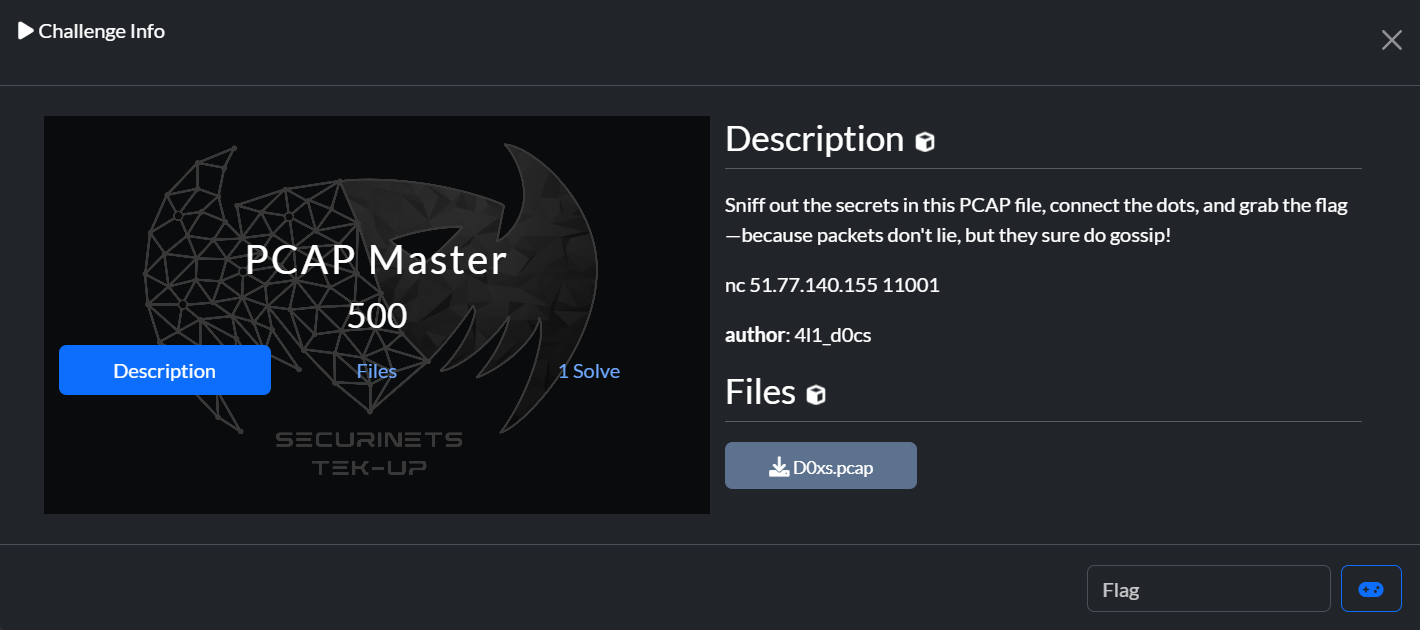 Challenge Info
PCAP Master
500
Description
Files
1 Solve
SECURINETS
TEK-UP
Description
Sniff out the secrets in this PCAP file, connect the dots, and grab the flag
—because packets don't lie, but they sure do gossip!
nc 51.77.140.155 11001
author: 4l1_d0cs
Files
D0xs.pcap
Flag